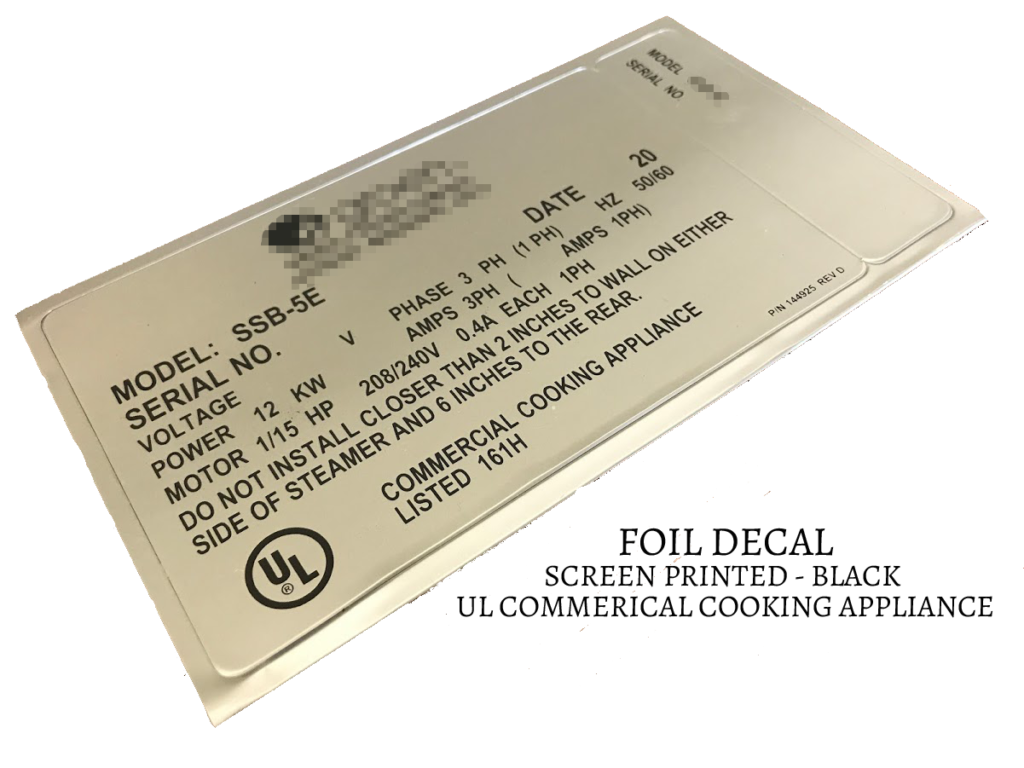 MODEL
SERIAL NO.
DATE 20
MODEL: SSB-5E
SERIAL NO.
VOLTAGE V PHASE 3 PH (1 PH) HZ 50/60
POWER 12 KW AMPS 3PH ( AMPS 1PH)
MOTOR 1/15 HP 208/240V 0.4A EACH 1PH
DO NOT INSTALL CLOSER THAN 2 INCHES TO WALL ON EITHER
SIDE OF STEAMER AND 6 INCHES TO THE REAR.
COMMERCIAL COOKING APPLIANCE
LISTED 161H
UL ®
P/N 144925 REV D
FOIL DECAL
SCREEN PRINTED - BLACK
UL COMMERICAL COOKING APPLIANCE